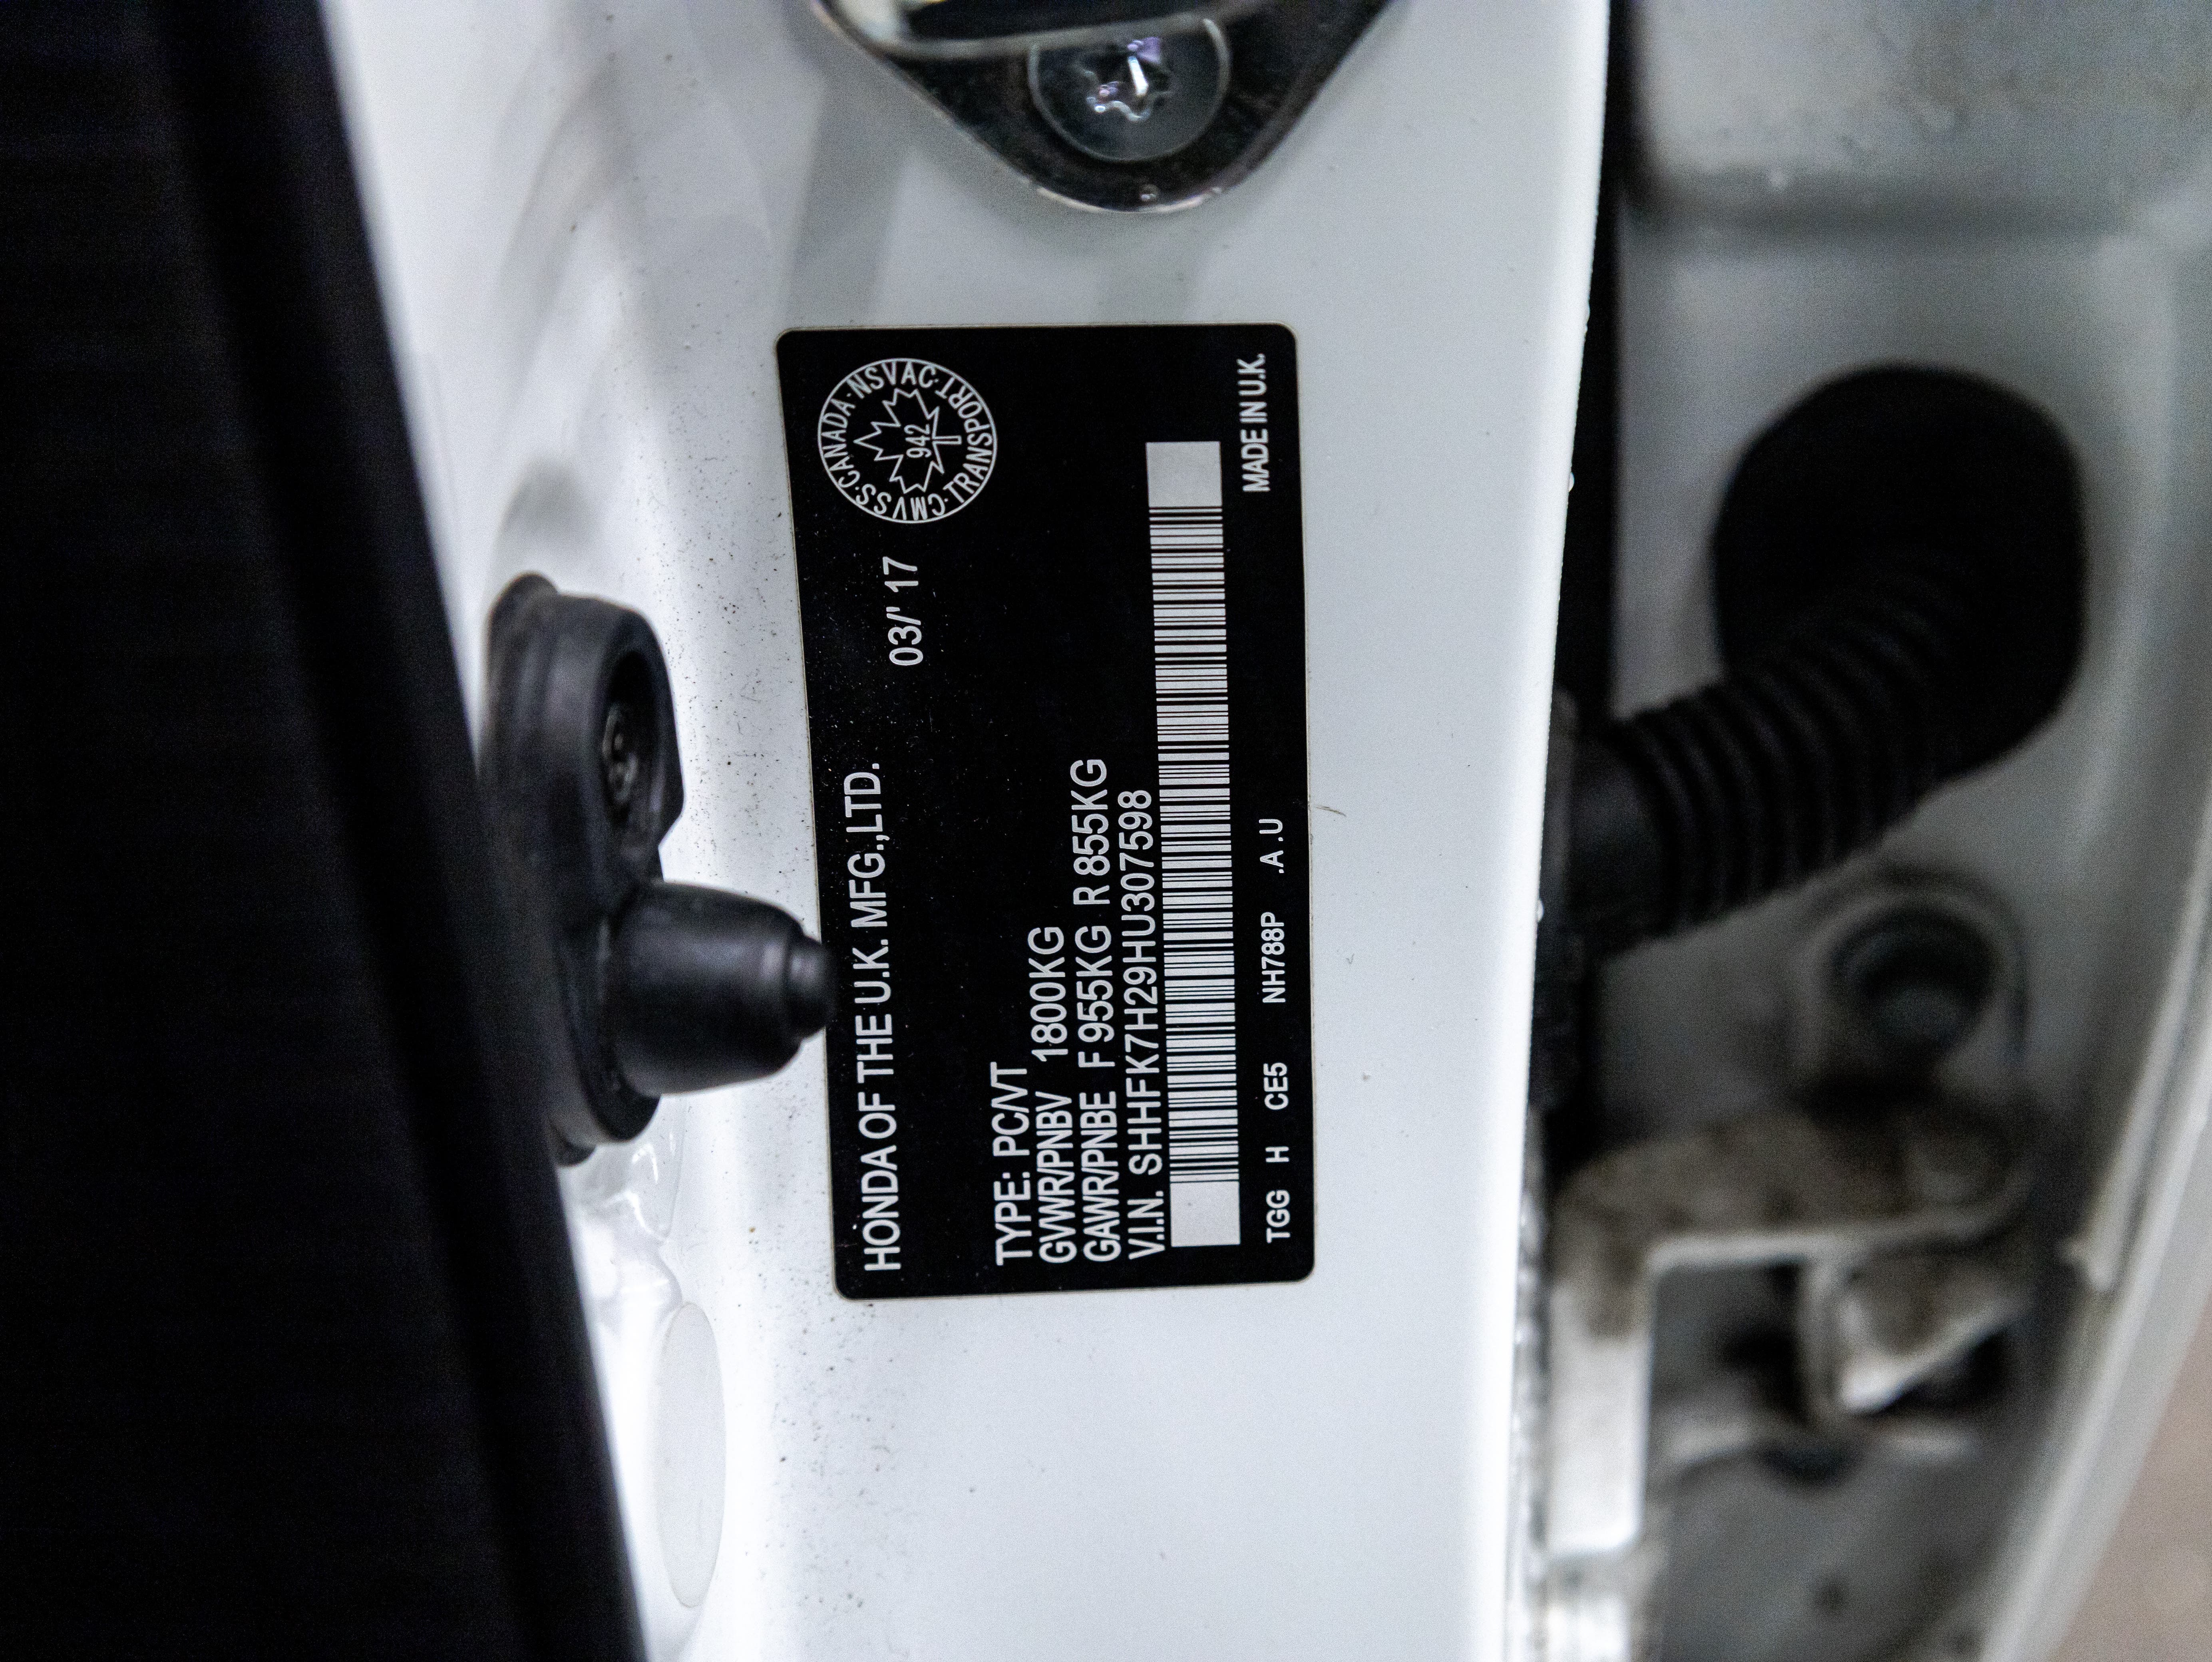 HONDA OF THE U.K. MFG.,LTD.
03/' 17
CMVSS·CANADA·NSVAC·TRANSPORT·
942
TYPE: PC/VT
GVWR/PNBV 1800KG
GAWR/PNBE F 955KG R 855KG
V.I.N. SHHFK7H29HU307598
TGG H CE5 NH788P .A.U
MADE IN U.K.